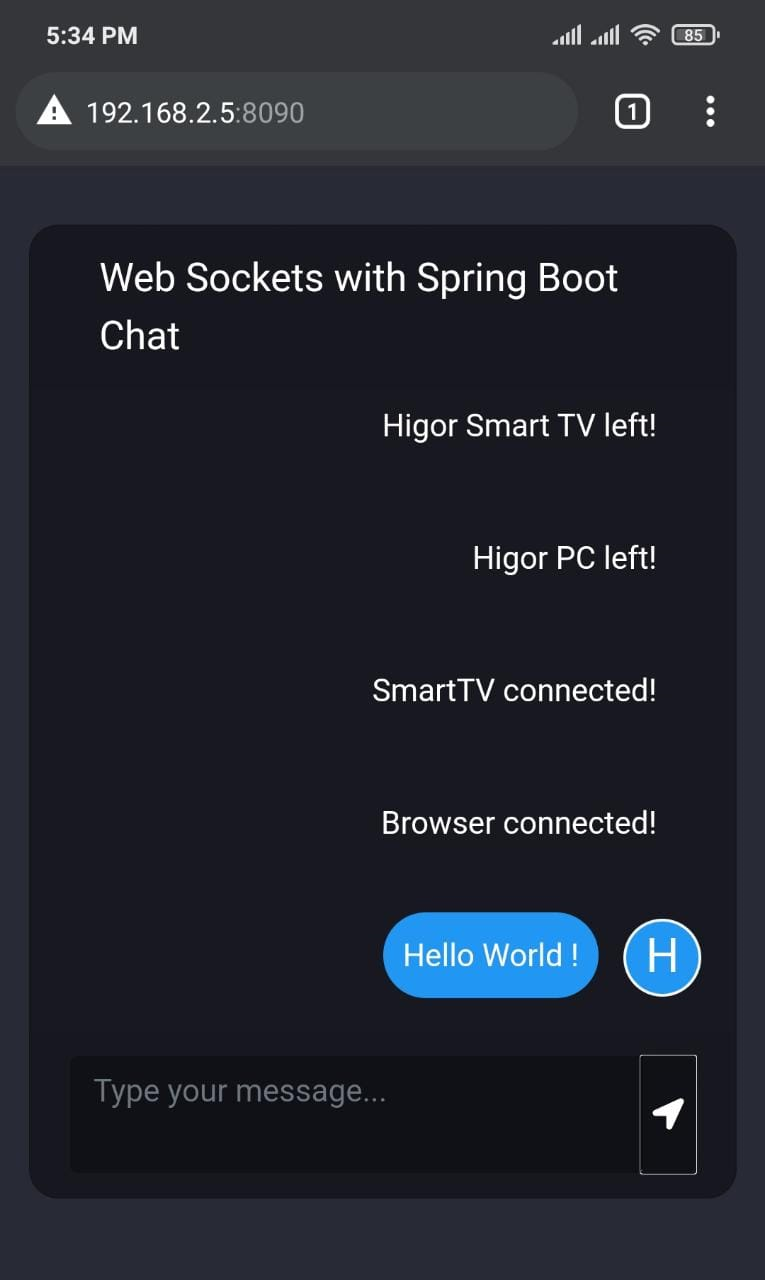 5:34 PM
85
192.168.2.5:8090
1
Web Sockets with Spring Boot
Chat
Higor Smart TV left!
Higor PC left!
SmartTV connected!
Browser connected!
Hello World !
H
Type your message...